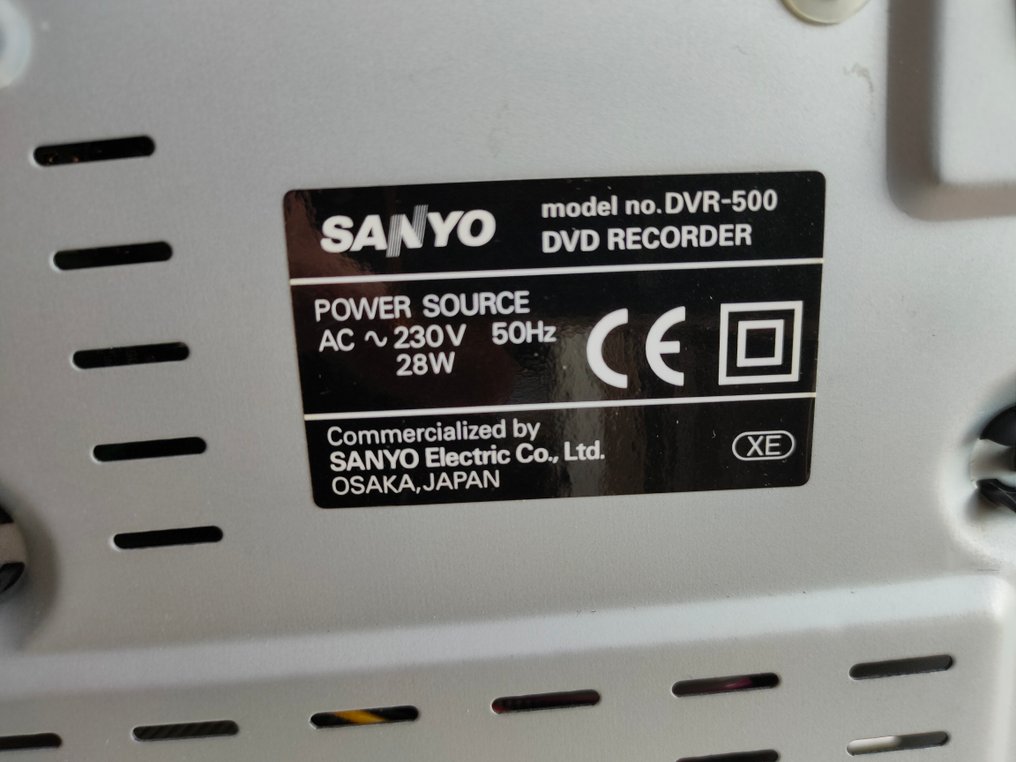 SANYO
model no. DVR-500
DVD RECORDER
POWER SOURCE
AC ~ 230V 50Hz
28W
CE
Commercialized by
SANYO Electric Co., Ltd.
OSAKA, JAPAN
XE